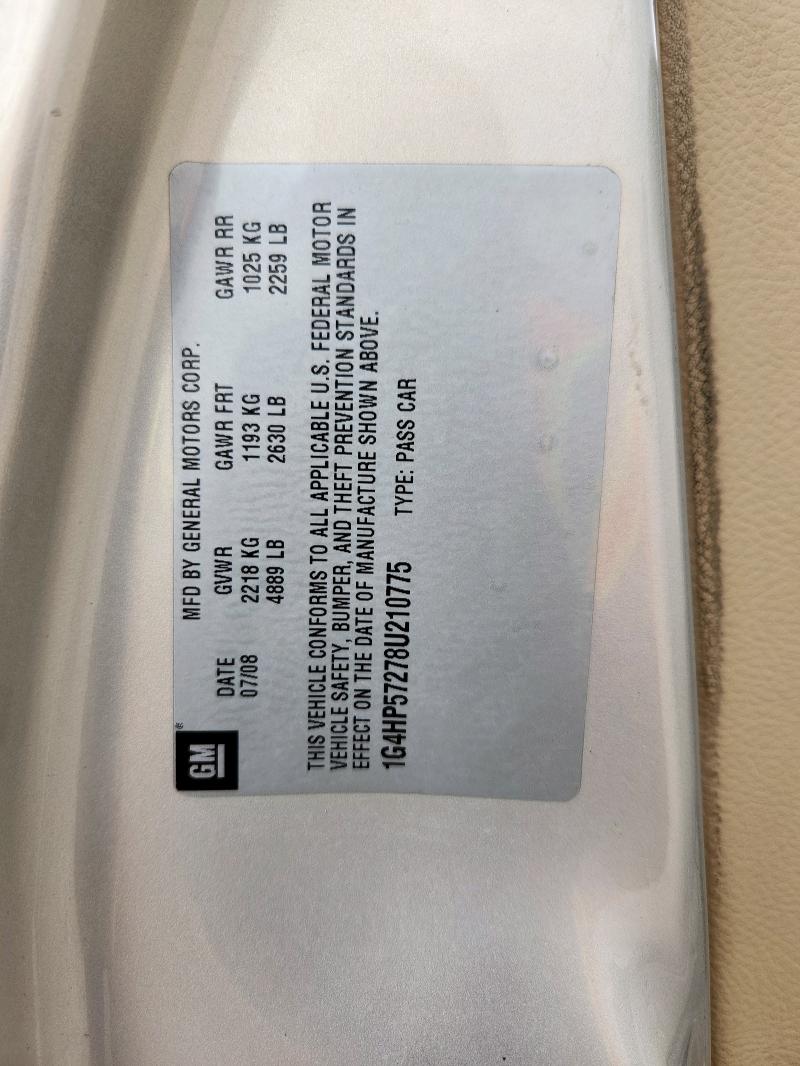 GM®
MFD BY GENERAL MOTORS CORP.
DATE GVWR GAWR FRT GAWR RR
07/08 2218 KG 1193 KG 1025 KG
4889 LB 2630 LB 2259 LB
THIS VEHICLE CONFORMS TO ALL APPLICABLE U.S. FEDERAL MOTOR
VEHICLE SAFETY, BUMPER, AND THEFT PREVENTION STANDARDS IN
EFFECT ON THE DATE OF MANUFACTURE SHOWN ABOVE.
1G4HP57278U210775 TYPE: PASS CAR